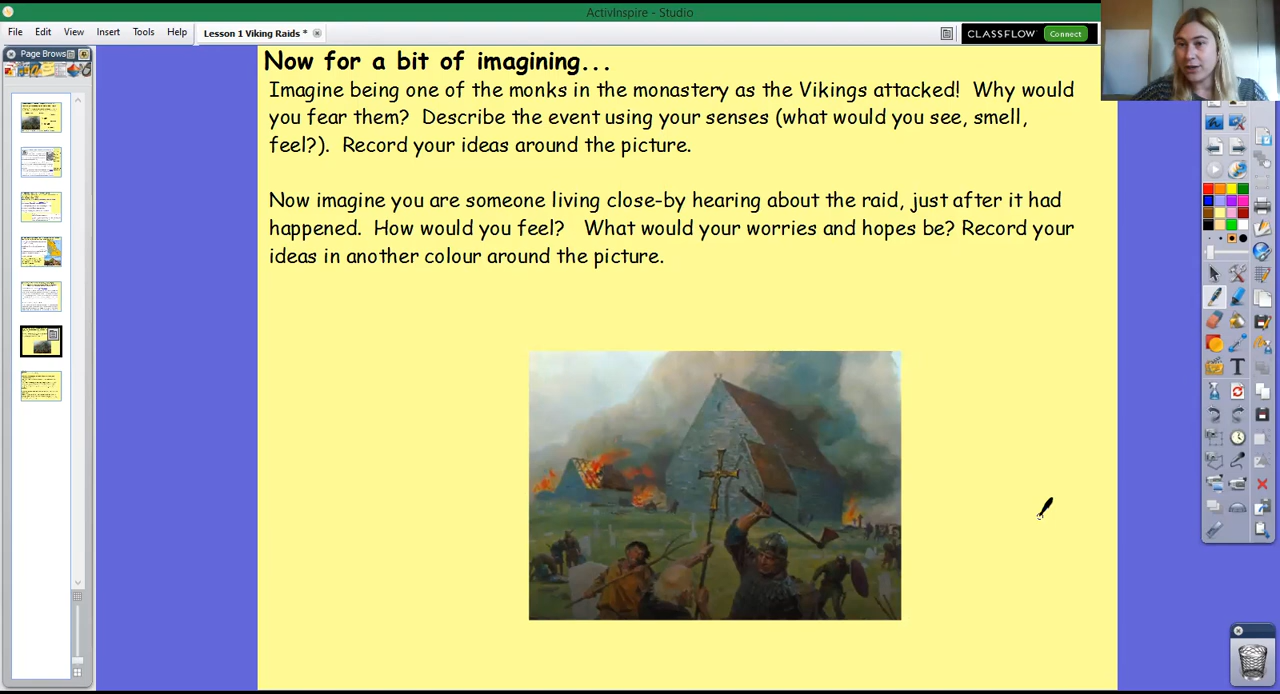 ActivInspire - Studio
File Edit View Insert Tools Help Lesson 1 Viking Raids *
CLASSFLOW Connect
Page Brows
Now for a bit of imagining...
Imagine being one of the monks in the monastery as the Vikings attacked! Why would
you fear them? Describe the event using your senses (what would you see, smell,
feel?). Record your ideas around the picture.
Now imagine you are someone living close-by hearing about the raid, just after it had
happened. How would you feel? What would your worries and hopes be? Record your
ideas in another colour around the picture.